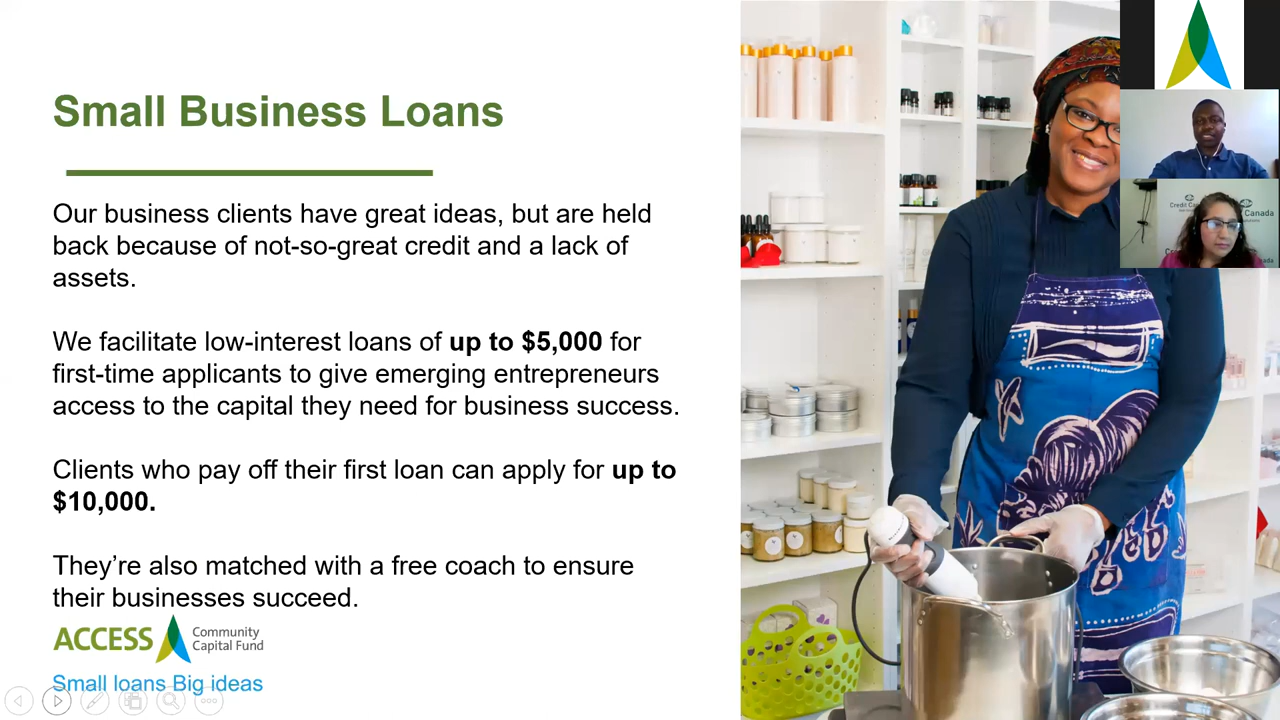 Small Business Loans
Our business clients have great ideas, but are held
back because of not-so-great credit and a lack of
assets.
We facilitate low-interest loans of up to $5,000 for
first-time applicants to give emerging entrepreneurs
access to the capital they need for business success.
Clients who pay off their first loan can apply for up to
$10,000.
They’re also matched with a free coach to ensure
their businesses succeed.
ACCESS Community
Capital Fund
Small loans Big ideas
Credit Ca
Canada